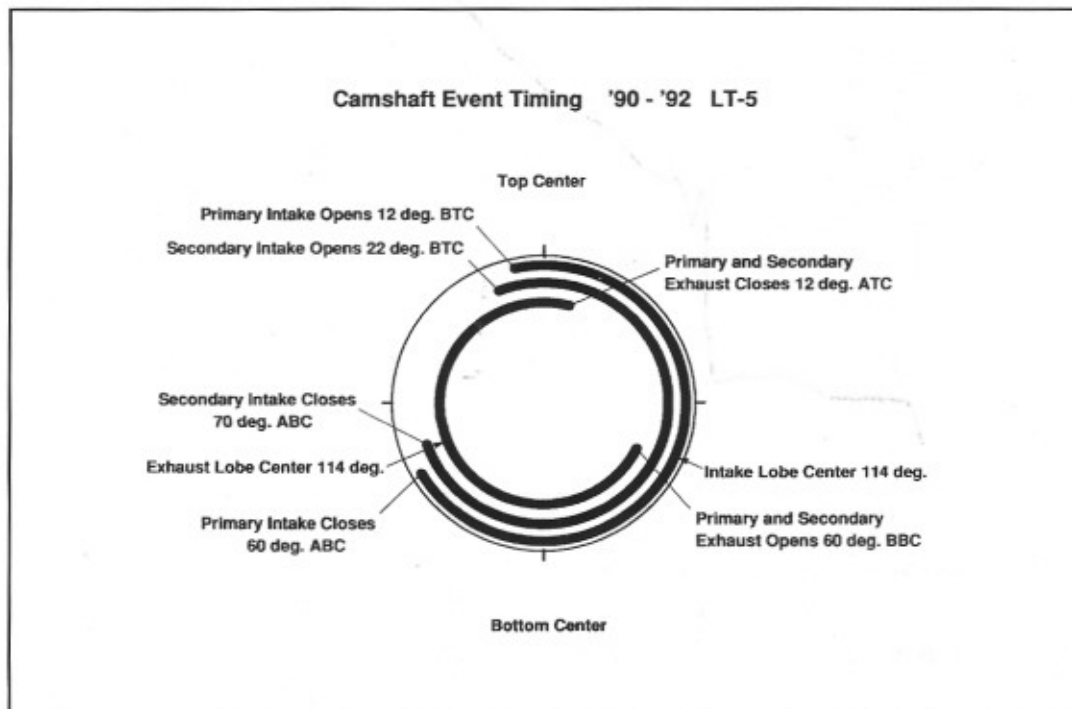 Camshaft Event Timing '90 - '92 LT-5
Top Center
Primary Intake Opens 12 deg. BTC
Secondary Intake Opens 22 deg. BTC
Primary and Secondary
Exhaust Closes 12 deg. ATC
Secondary Intake Closes
70 deg. ABC
Exhaust Lobe Center 114 deg.
Primary Intake Closes
60 deg. ABC
Intake Lobe Center 114 deg.
Primary and Secondary
Exhaust Opens 60 deg. BBC
Bottom Center